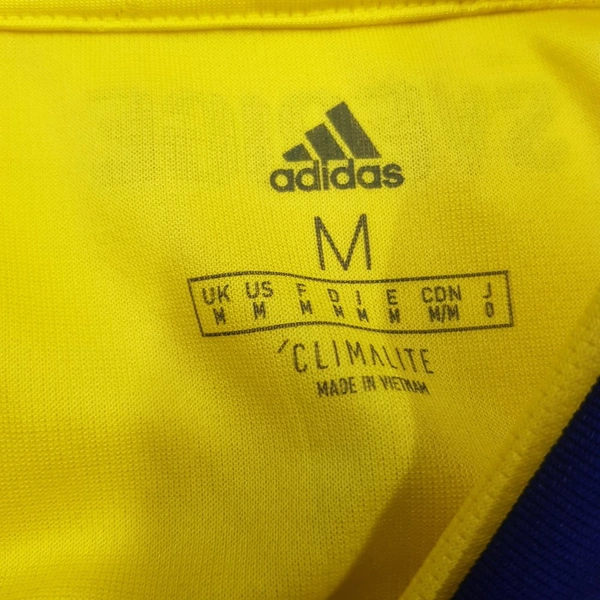 adidas
M
UK US F D I E CDN J
M M M M M M M/M O
CLIMALITE
MADE IN VIETNAM